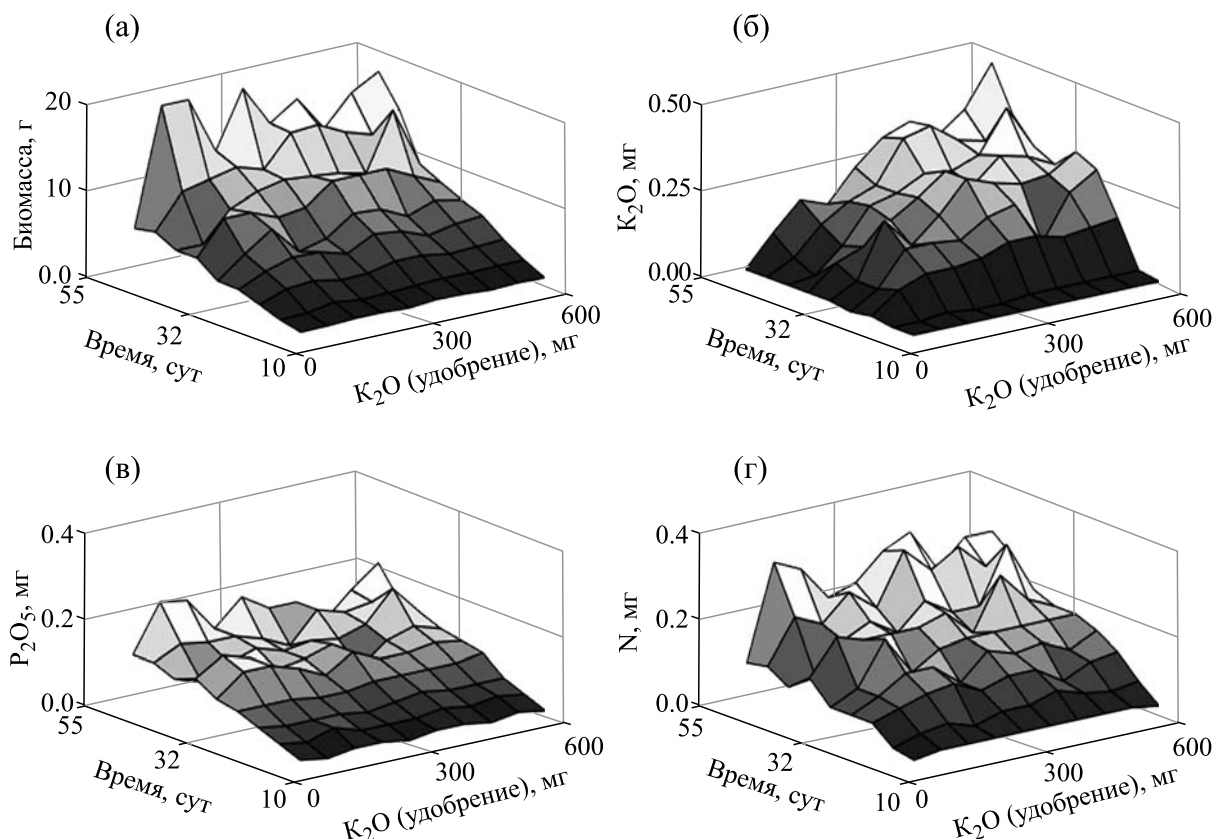 (а)
20
10
0.0
Биомасса, г
55
32
10
Время, сут
0
300
600
K₂O (удобрение), мг
(б)
0.50
0.25
0.00
K₂O, мг
55
32
10
Время, сут
0
300
600
K₂O (удобрение), мг
(в)
0.4
0.2
0.0
P₂O₅, мг
55
32
10
Время, сут
0
300
600
K₂O (удобрение), мг
(г)
0.4
0.2
0.0
N, мг
55
32
10
Время, сут
0
300
600
K₂O (удобрение), мг